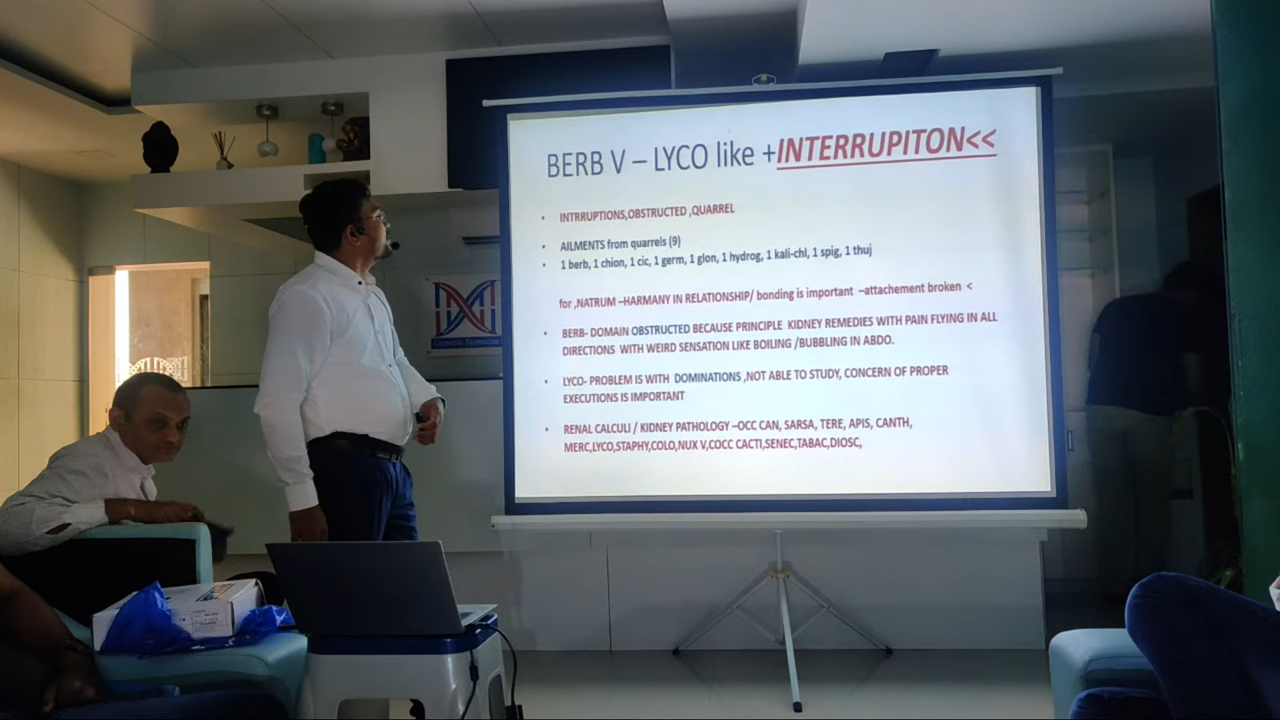 BERB V – LYCO like +INTERRUPITON<<
• INTRRUPTIONS,OBSTRUCTED ,QUARREL
• AILMENTS from quarrels (9)
• 1 berb, 1 chion, 1 cic, 1 germ, 1 glon, 1 hydrog, 1 kali-chl, 1 spig, 1 thuj
for ,NATRUM –HARMANY IN RELATIONSHIP/ bonding is important –attachement broken <
• BERB- DOMAIN OBSTRUCTED BECAUSE PRINCIPLE KIDNEY REMEDIES WITH PAIN FLYING IN ALL
DIRECTIONS WITH WEIRD SENSATION LIKE BOILING /BUBBLING IN ABDO.
• LYCO- PROBLEM IS WITH DOMINATIONS ,NOT ABLE TO STUDY, CONCERN OF PROPER
EXECUTIONS IS IMPORTANT
• RENAL CALCULI / KIDNEY PATHOLOGY –OCC CAN, SARSA, TERE, APIS, CANTH,
MERC,LYCO,STAPHY,COLO,NUX V,COCC CACTI,SENEC,TABAC,DIOSC,